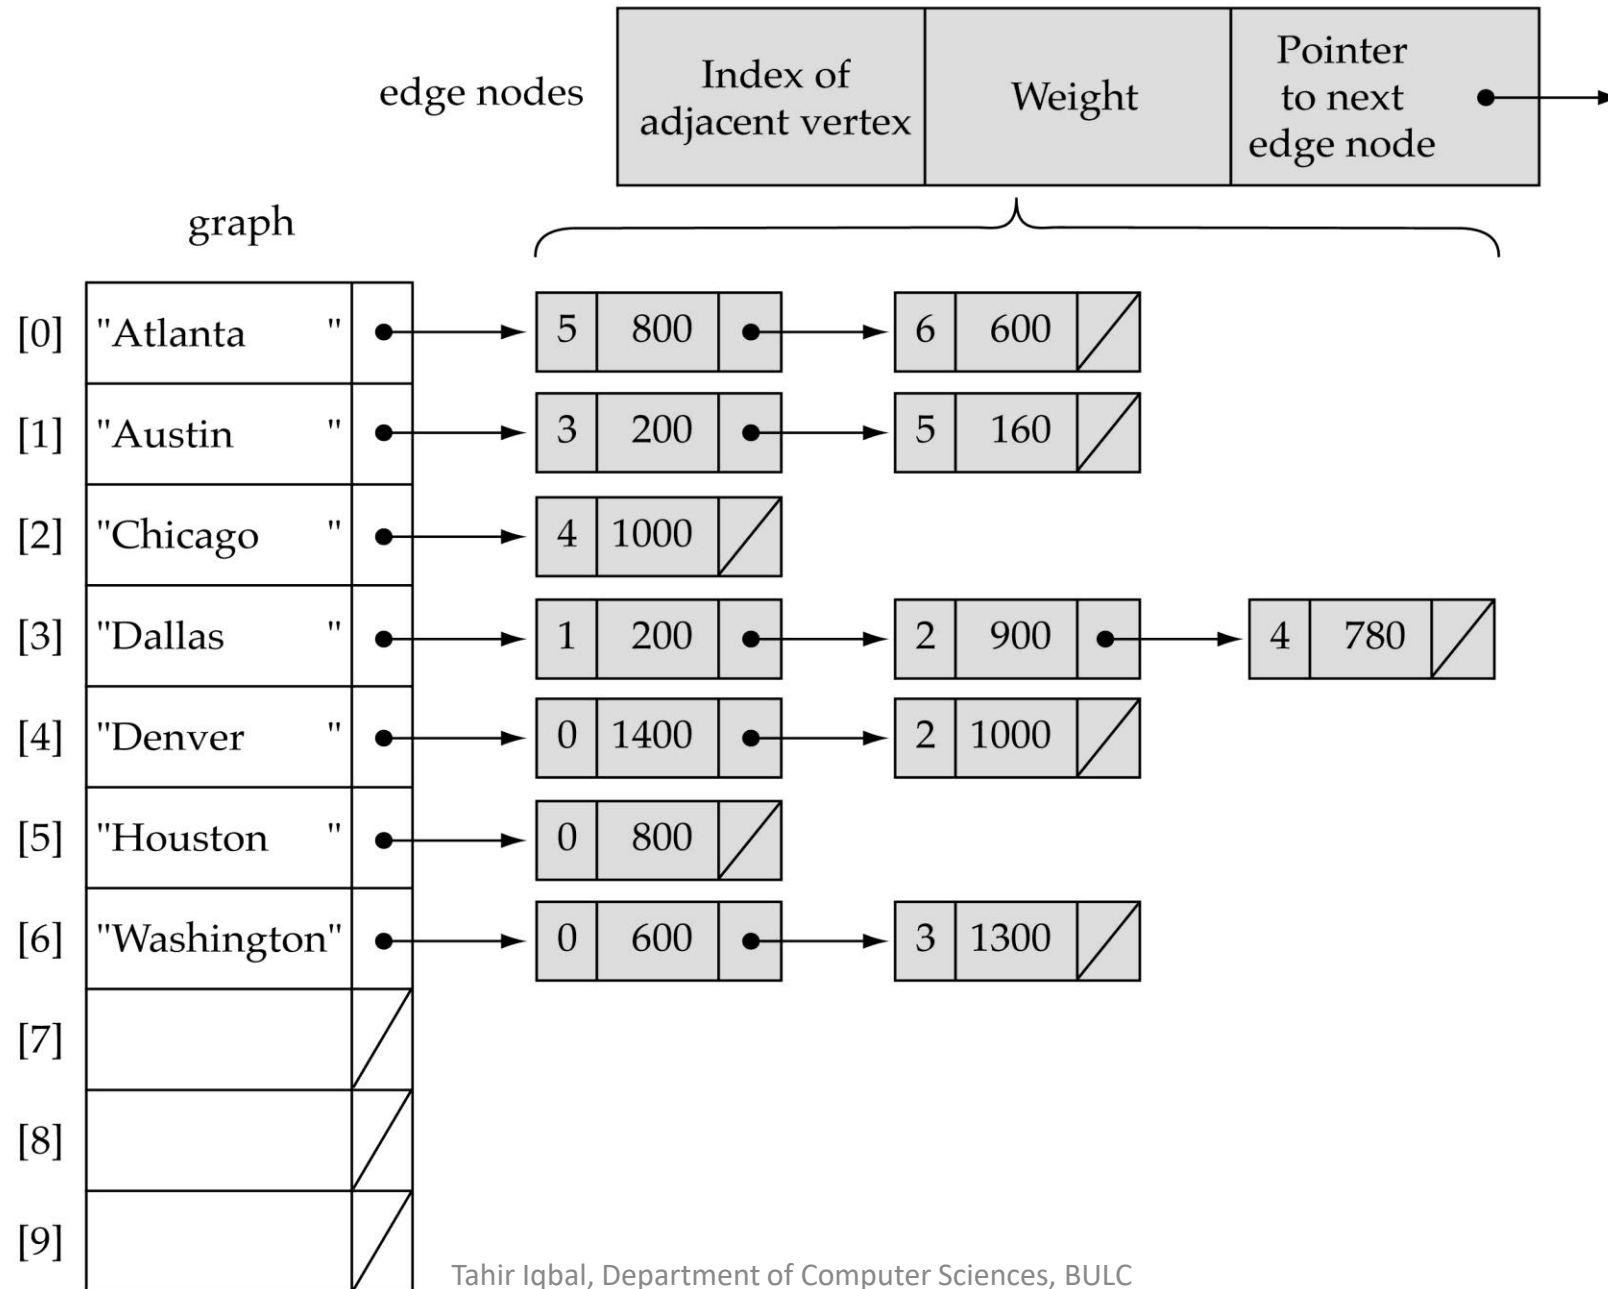 edge nodes
Index of
adjacent vertex
Weight
Pointer
to next
edge node
graph
[0] "Atlanta " 5 800 6 600
[1] "Austin " 3 200 5 160
[2] "Chicago " 4 1000
[3] "Dallas " 1 200 2 900 4 780
[4] "Denver " 0 1400 2 1000
[5] "Houston " 0 800
[6] "Washington" 0 600 3 1300
[7]
[8]
[9]
Tahir Iqbal, Department of Computer Sciences, BULC